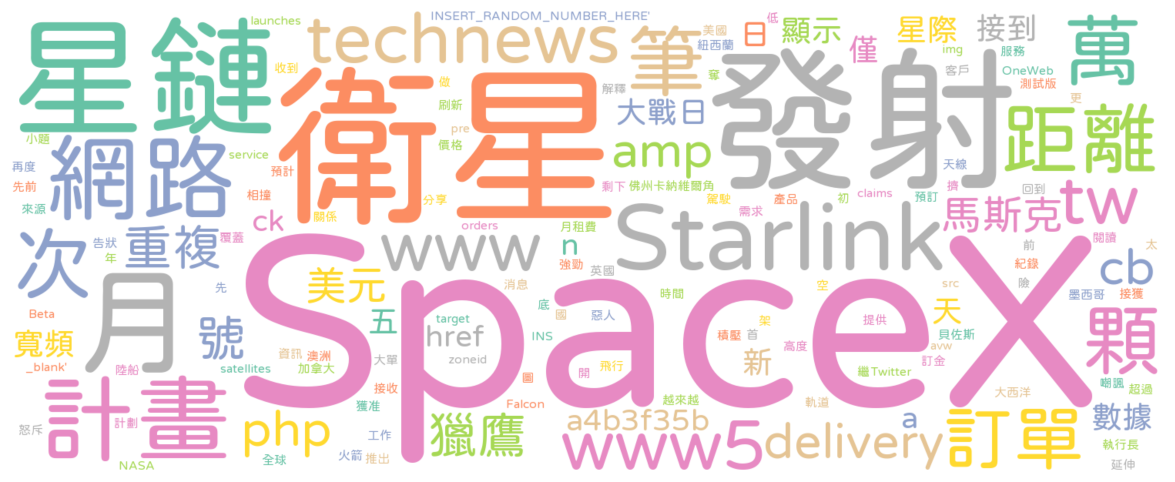 launches
INSERT_RANDOM_NUMBER_HERE'
低
美國
紐西蘭
日
顯示
星際
接到
萬
星鏈
technews
筆
僅
img
服務
收到
做
解釋
奪
客戶
OneWeb
測試版
衛星
發射
刷新
大戰日
更
小題
pre
價格
網路
amp
距離
service
再度
預計
天線
先前
相撞
剩下
佛州卡納維爾角
駕駛
產品
初
claims
預訂
擠
回到
來源
分享
需求
馬斯克
tw
覆蓋
關係
ck
orders
月租費
Starlink
告狀
重複
www
n
前
閱讀
太
次
年
強勁
英國
紀錄
險
cb
月
先
美元
消息
時間
空
src
墨西哥
接獲
SpaceX
Beta
五
target
底
國
惡人
架
提供
天
貝佐斯
顆
寬頻
號
資訊
澳洲
大單
href
INS
積壓
首
高度
avw
_blank'
satellites
加拿大
zoneid
新
訂金
繼
Twitter
嘲諷
陸船
接收
圖
開
飛行
大西洋
超過
計畫
計劃
獲准
Falcon
越來越
軌道
a
數據
怒斥
php
工作
獵鷹
a4b3f35b
訂單
執行長
NASA
全球
火箭
推出
www5
delivery
延伸